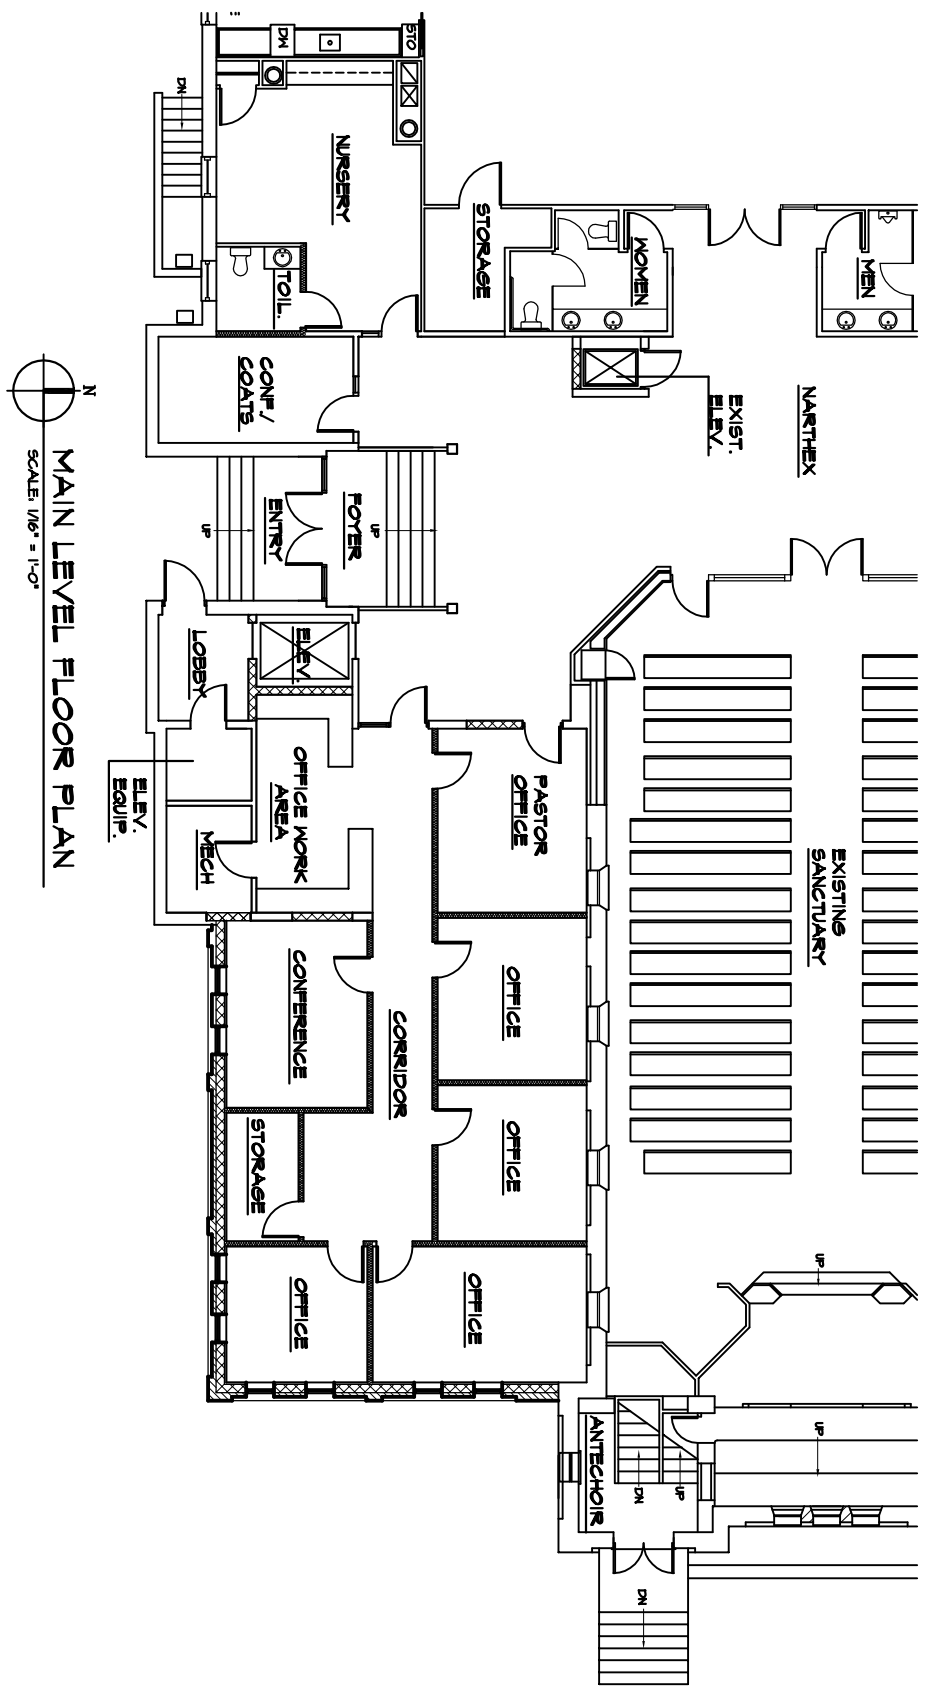 STO
DW
DN
NURSERY
TOIL.
STORAGE
WOMEN
MEN
CONF./
COATS
EXIST.
ELEV.
NARTHEX
UP
ENTRY
FOYER
UP
LOBBY
ELEV.
OFFICE WORK
AREA
ELEV.
EQUIP.
MECH
PASTOR
OFFICE
EXISTING
SANCTUARY
OFFICE
CONFERENCE
CORRIDOR
OFFICE
STORAGE
OFFICE
OFFICE
UP
UP
ANTECHOIR
DN
UP
DN
N
MAIN LEVEL FLOOR PLAN
SCALE: 1/16" = 1'-0"